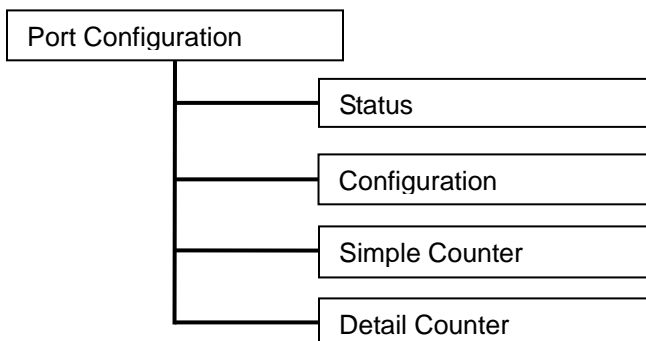 Port Configuration
Status
Configuration
Simple Counter
Detail Counter